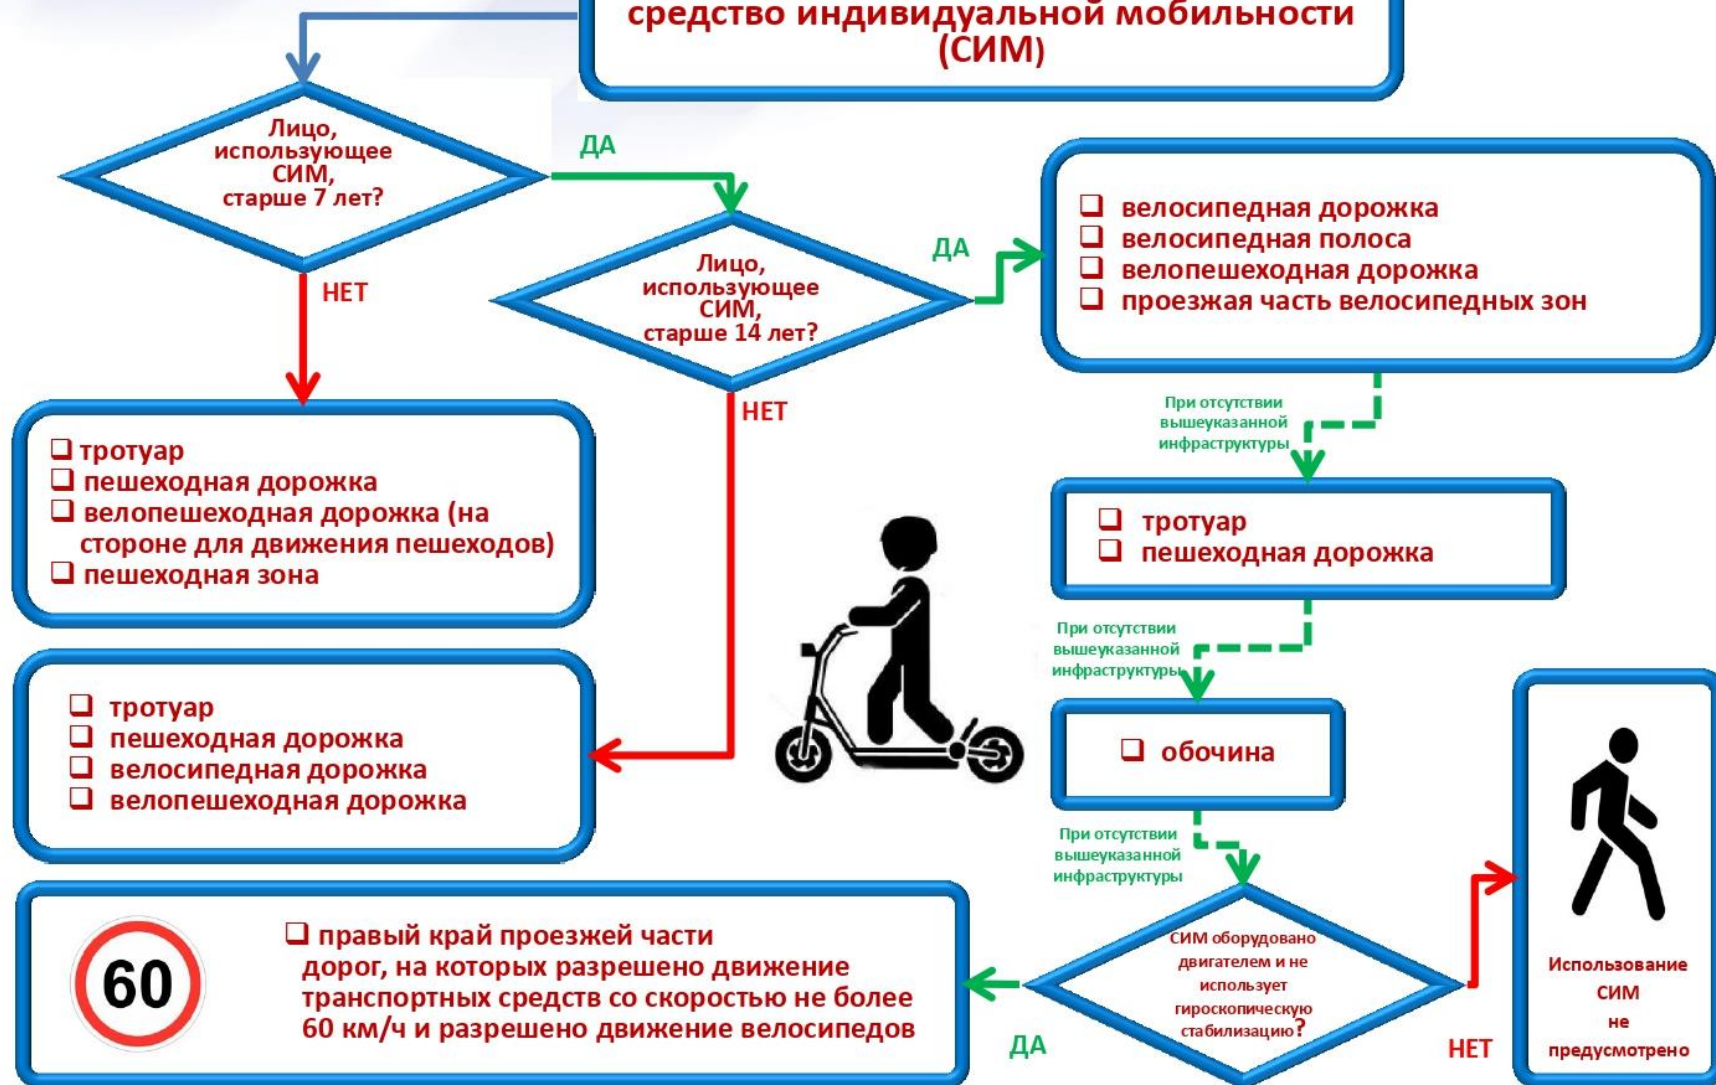 средство индивидуальной мобильности
(СИМ)
Лицо,
использующее
СИМ,
старше 7 лет?
ДА
НЕТ
Лицо,
использующее
СИМ,
старше 14 лет?
ДА
НЕТ
велосипедная дорожка
велосипедная полоса
велопешеходная дорожка
проезжая часть велосипедных зон
При отсутствии
вышеуказанной
инфраструктуры
тротуар
пешеходная дорожка
велопешеходная дорожка (на
стороне для движения пешеходов)
пешеходная зона
тротуар
пешеходная дорожка
При отсутствии
вышеуказанной
инфраструктуры
тротуар
пешеходная дорожка
велосипедная дорожка
велопешеходная дорожка
обочина
При отсутствии
вышеуказанной
инфраструктуры
60
правый край проезжей части
дорог, на которых разрешено движение
транспортных средств со скоростью не более
60 км/ч и разрешено движение велосипедов
СИМ оборудовано
двигателем и не
использует
гироскопическую
стабилизацию?
ДА
НЕТ
Использование
СИМ
не
предусмотрено